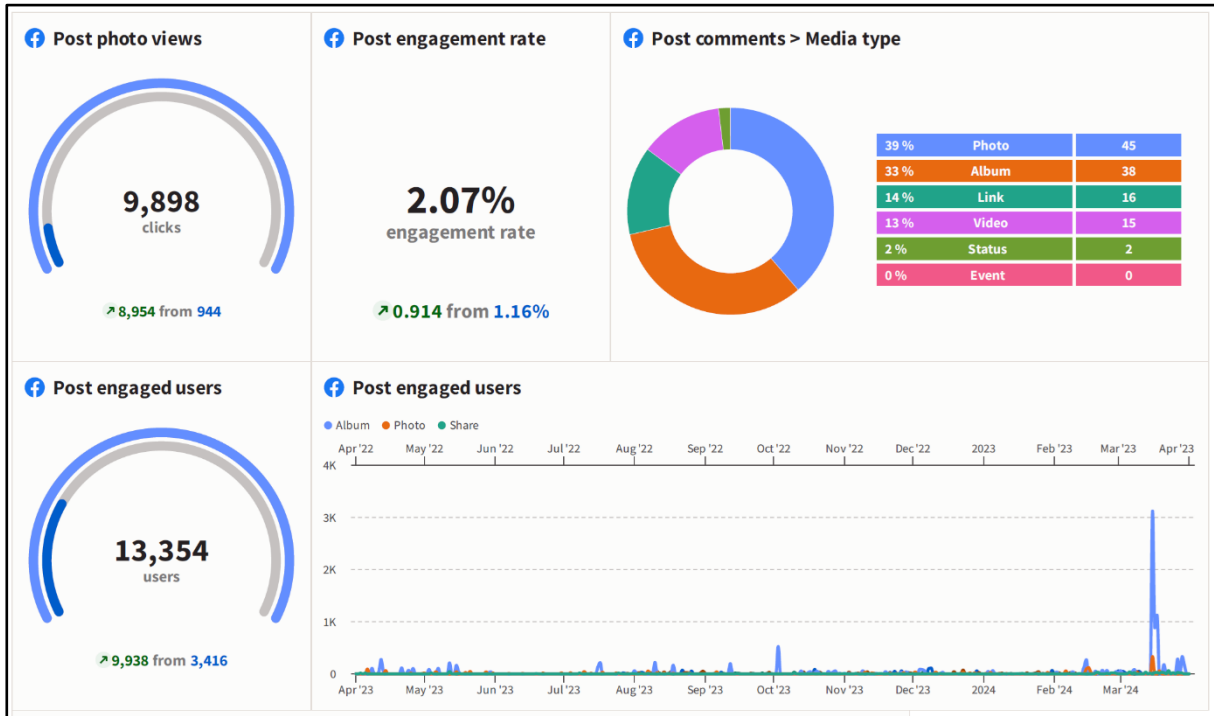 Post photo views
9,898
clicks
8,954 from 944
Post engagement rate
2.07%
engagement rate
0.914 from 1.16%
Post comments > Media type
39 % Photo 45
33 % Album 38
14 % Link 16
13 % Video 15
2 % Status 2
0 % Event 0
Post engaged users
13,354
users
9,938 from 3,416
Post engaged users
Album Photo Share
Apr '22 May '22 Jun '22 Jul '22 Aug '22 Sep '22 Oct '22 Nov '22 Dec '22 2023 Feb '23 Mar '23 Apr '23
4K
3K
2K
1K
0
Apr '23 May '23 Jun '23 Jul '23 Aug '23 Sep '23 Oct '23 Nov '23 Dec '23 2024 Feb '24 Mar '24